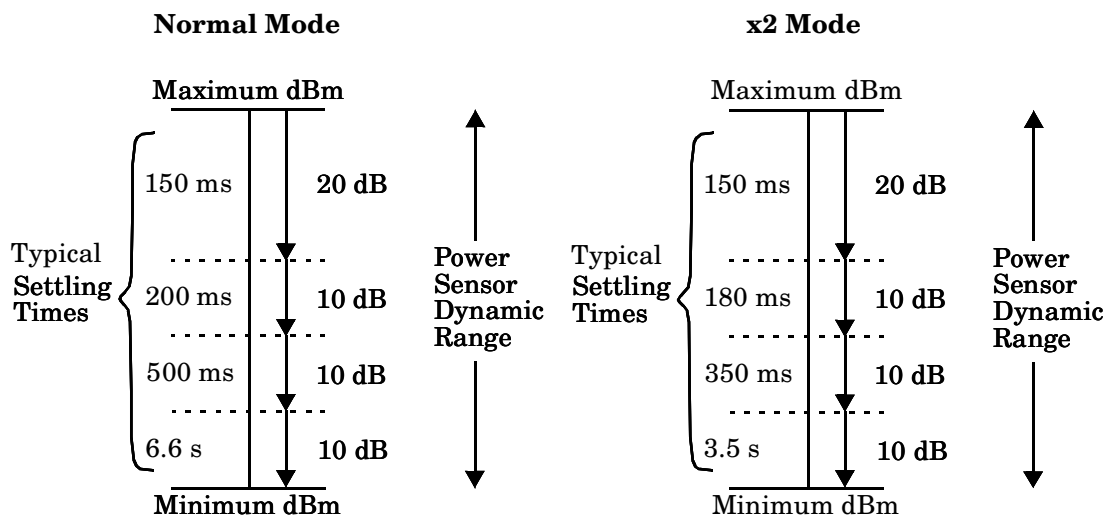 Normal Mode
Maximum dBm
150 ms
20 dB
Typical
Settling
Times
200 ms
10 dB
500 ms
10 dB
6.6 s
10 dB
Minimum dBm
Power
Sensor
Dynamic
Range
x2 Mode
Maximum dBm
150 ms
20 dB
Typical
Settling
Times
180 ms
10 dB
350 ms
10 dB
3.5 s
10 dB
Minimum dBm
Power
Sensor
Dynamic
Range